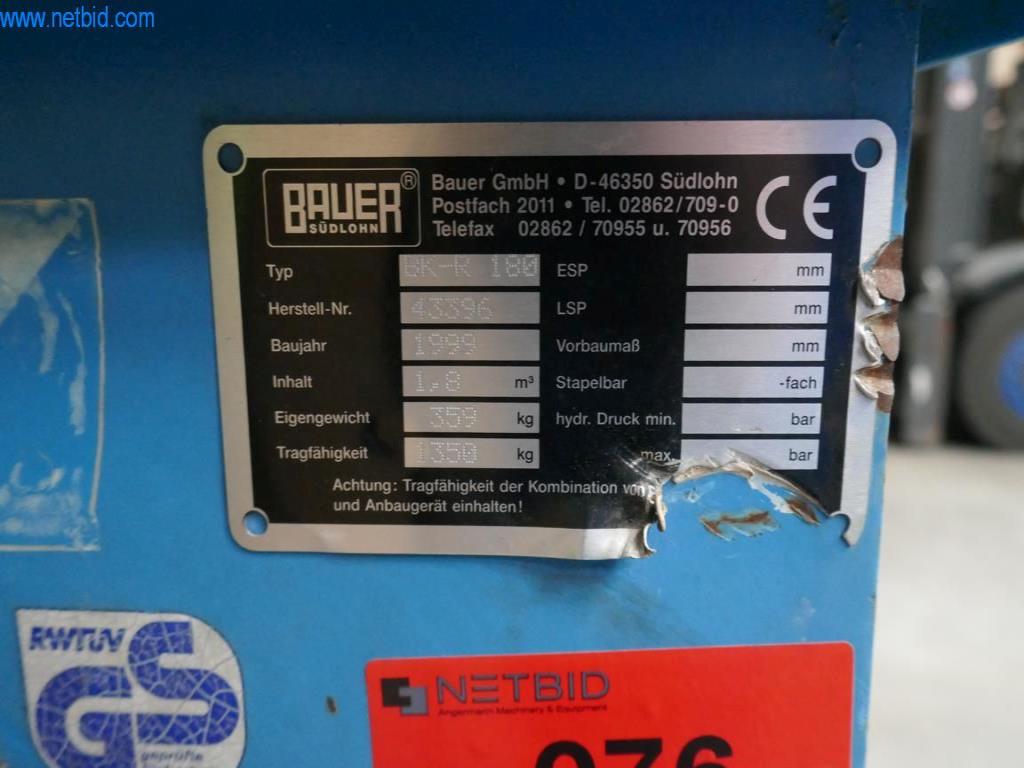 www.netbid.com
BAUER®
SÜDLOHN
Bauer GmbH • D-46350 Südlohn
Postfach 2011 • Tel. 02862/709-0
Telefax 02862 / 70955 u. 70956
CE
Typ BK-R 180 ESP mm
Herstell-Nr. 43396 LSP mm
Baujahr 1999 Vorbaumaß mm
Inhalt 1,8 m³ Stapelbar -fach
Eigengewicht 359 kg hydr. Druck min. bar
Tragfähigkeit 1350 kg max. bar
Achtung: Tragfähigkeit der Kombination von
und Anbaugerät einhalten!
RWTÜV
GS
geprüfte
NETBID
Angermann Machinery & Equipment
976